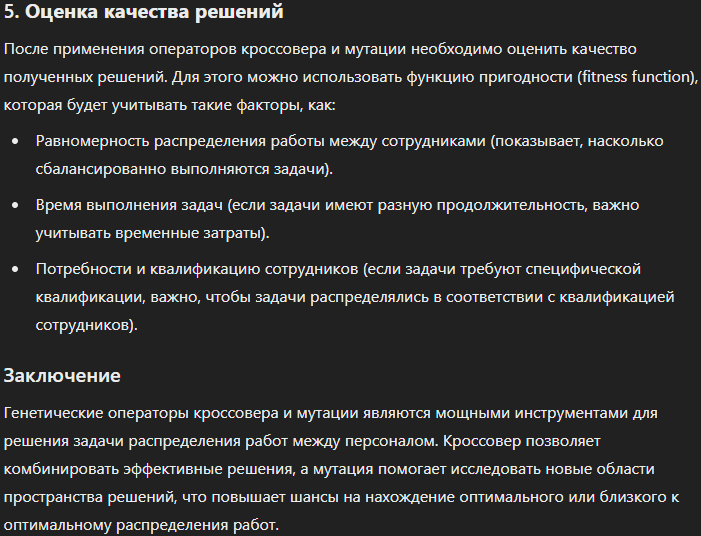 5. Оценка качества решений
После применения операторов кроссовера и мутации необходимо оценить качество
полученных решений. Для этого можно использовать функцию пригодности (fitness function),
которая будет учитывать такие факторы, как:
• Равномерность распределения работы между сотрудниками (показывает, насколько
сбалансированно выполняются задачи).
• Время выполнения задач (если задачи имеют разную продолжительность, важно
учитывать временные затраты).
• Потребности и квалификацию сотрудников (если задачи требуют специфической
квалификации, важно, чтобы задачи распределялись в соответствии с квалификацией
сотрудников).
Заключение
Генетические операторы кроссовера и мутации являются мощными инструментами для
решения задачи распределения работ между персоналом. Кроссовер позволяет
комбинировать эффективные решения, а мутация помогает исследовать новые области
пространства решений, что повышает шансы на нахождение оптимального или близкого к
оптимальному распределения работ.